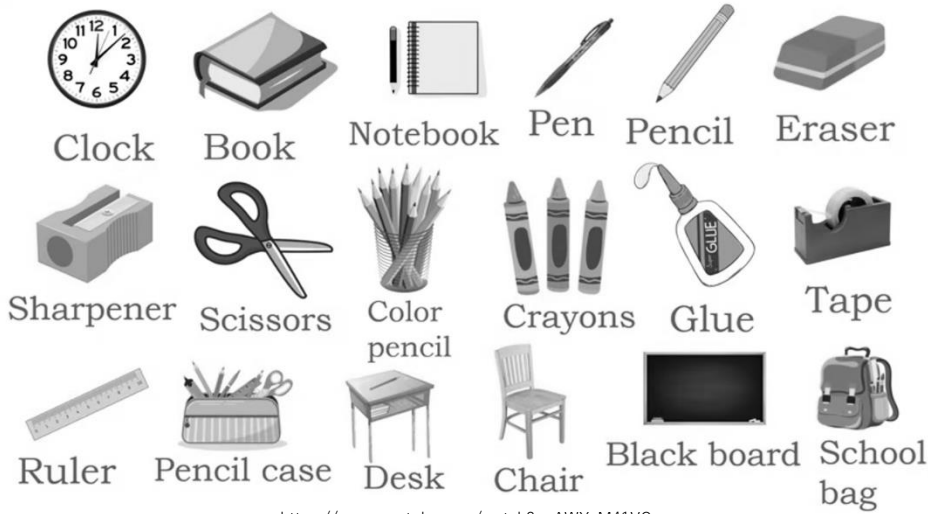 Clock
Book
Notebook
Pen
Pencil
Eraser
Sharpener
Scissors
Color
pencil
Crayons
GLUE
Glue
Tape
Ruler
Pencil case
Desk
Chair
Black board
School
bag